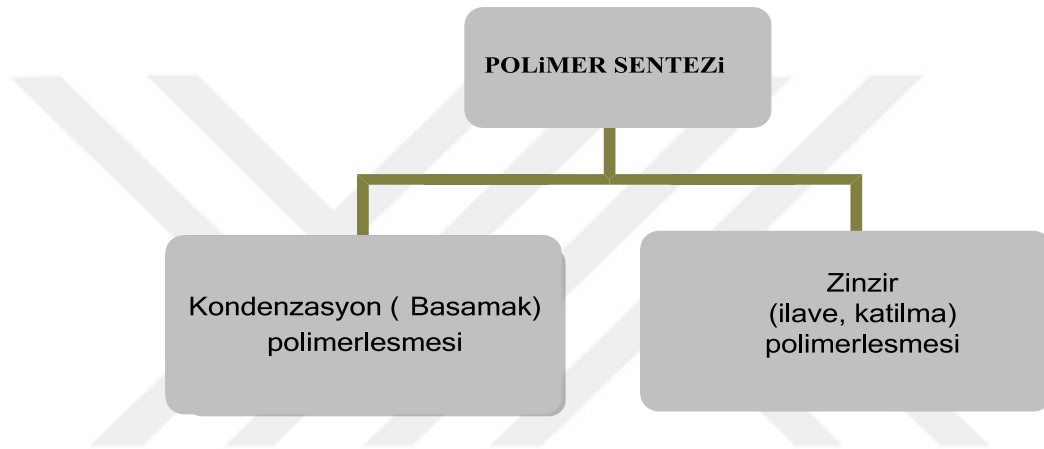 POLiMER SENTEZi
Kondenzasyon ( Basamak)
polimerlesmesi
Zinzir
(ilave, katilma)
polimerlesmesi